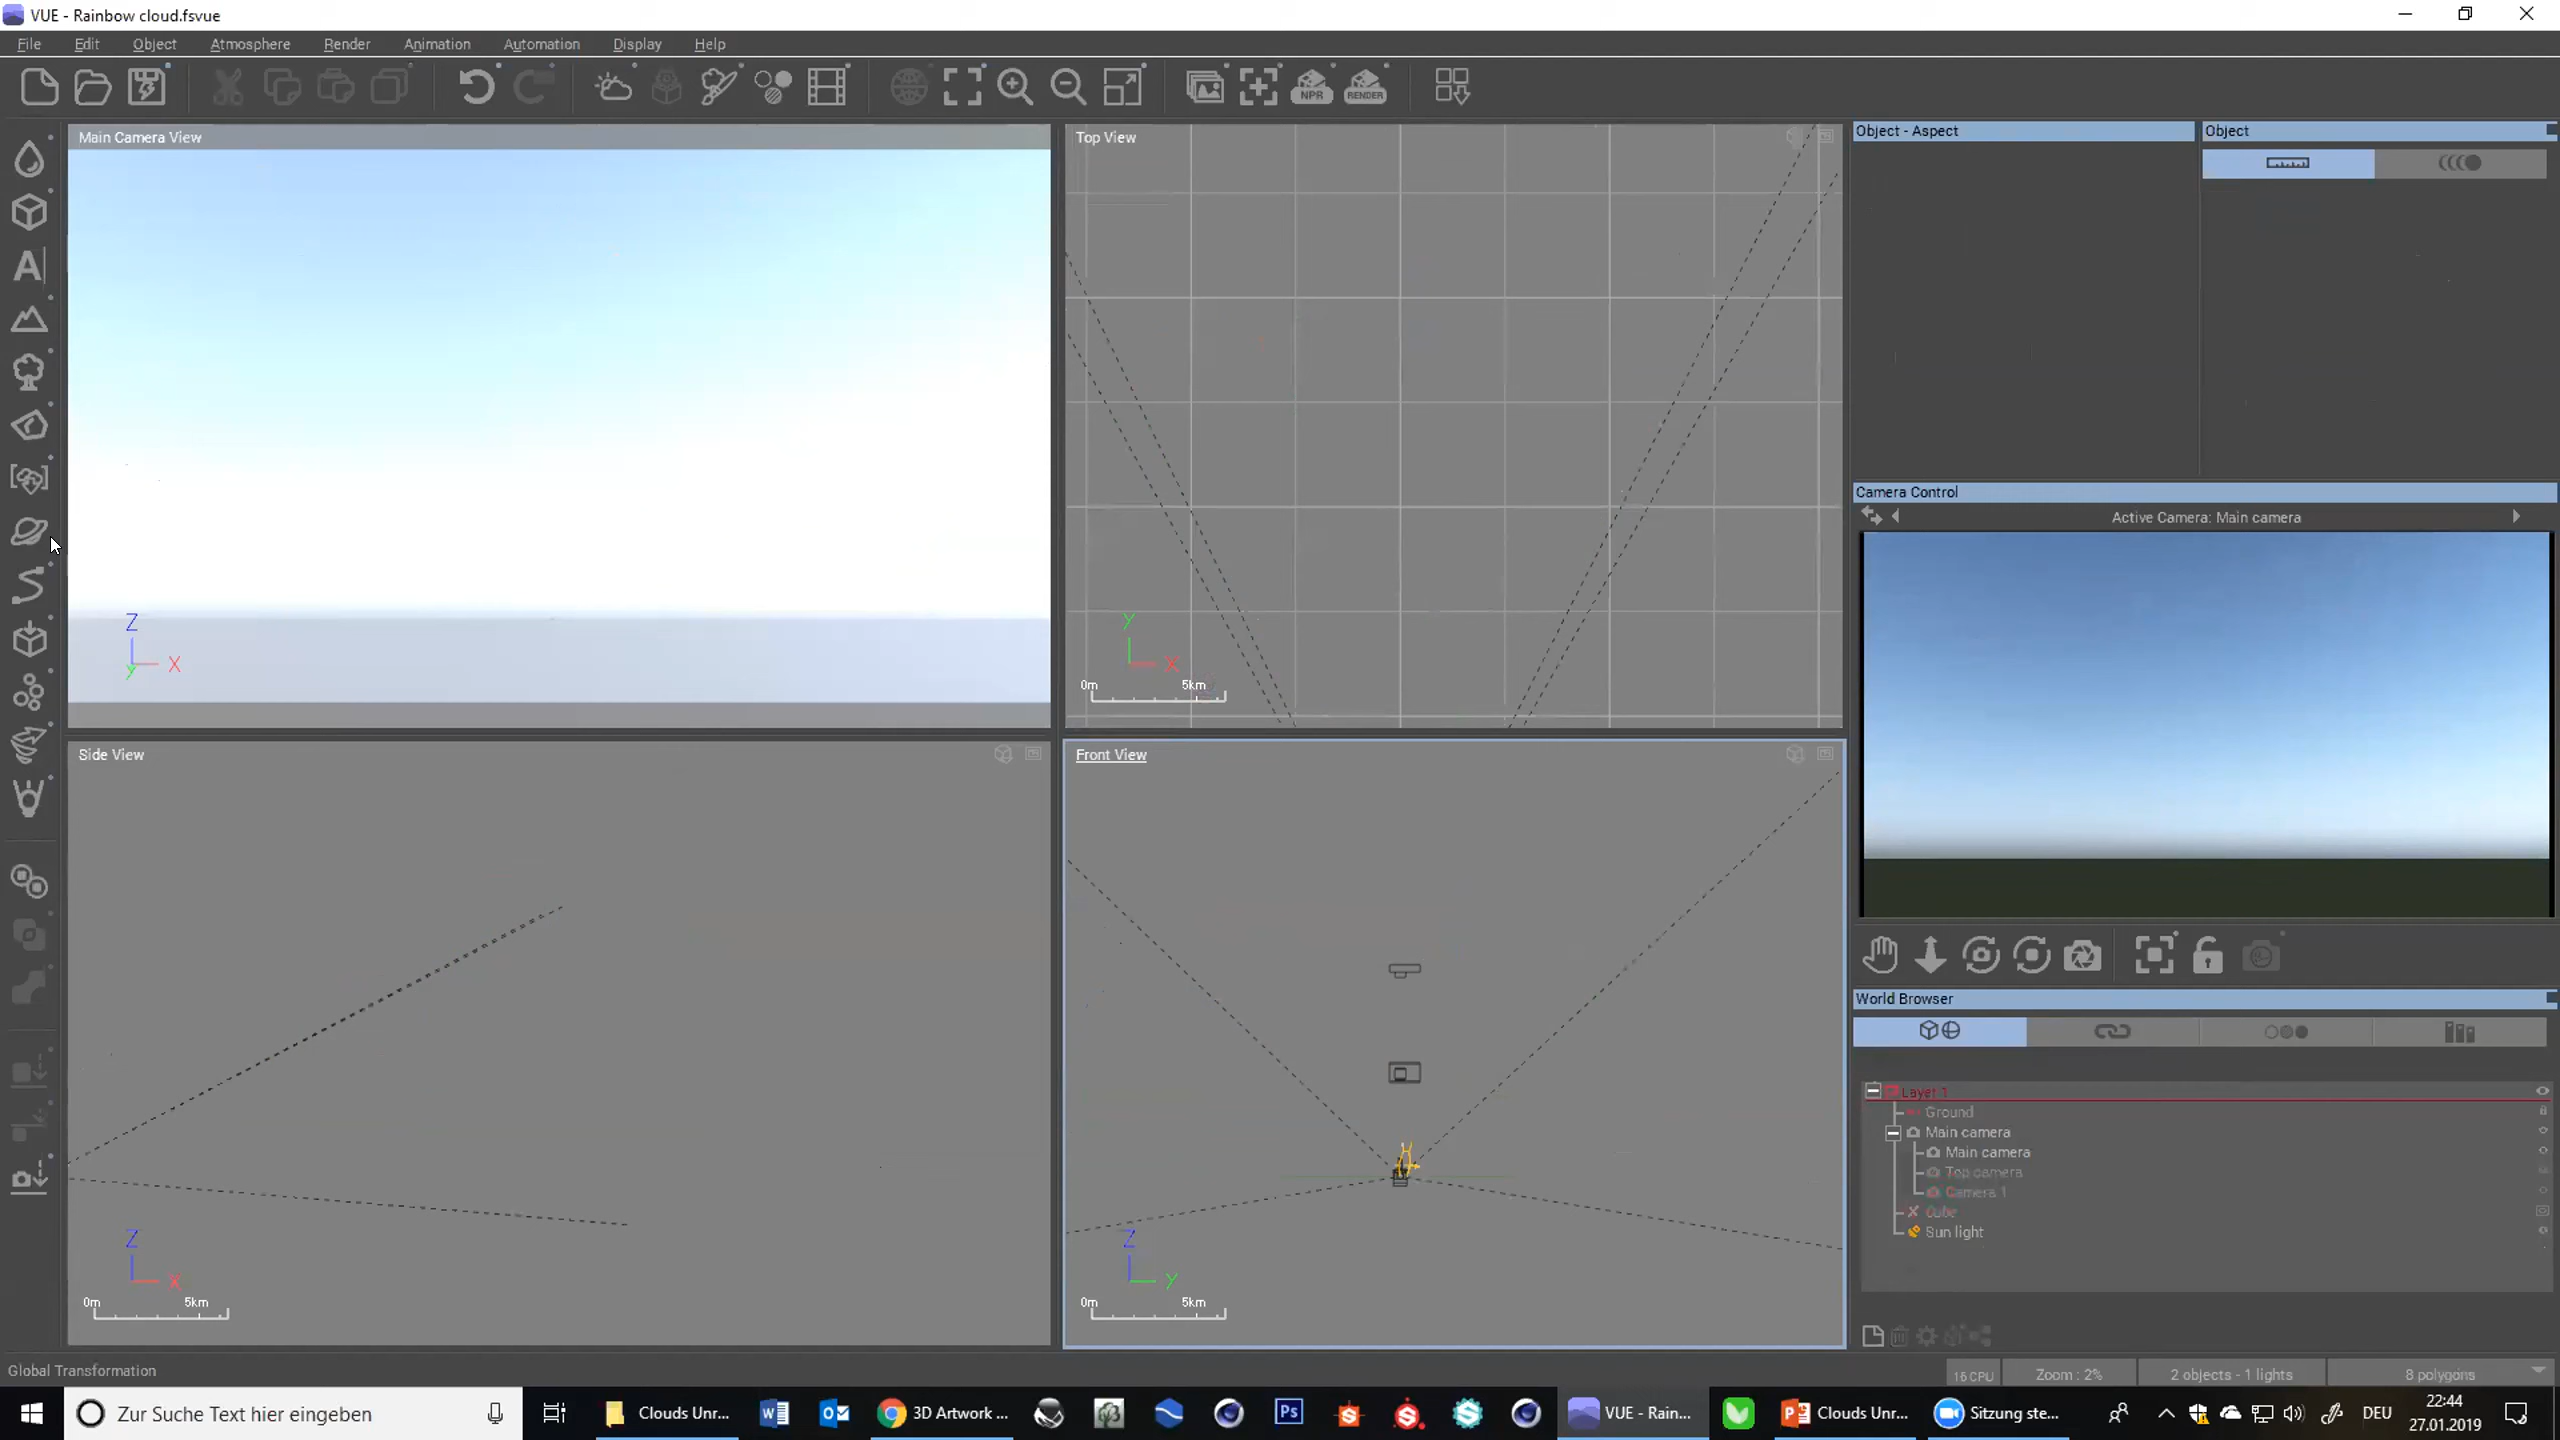 VUE - Rainbow cloud.fsvue
File Edit Object Atmosphere Render Animation Automation Display Help
NPR RENDER
Main Camera View
Top View
Object - Aspect
Object
Camera Control
Active Camera: Main camera
Z
X
y
Y
X
0m 5km
Side View
Front View
Z
X
0m 5km
Z
y
0m 5km
World Browser
Layer 1
Ground
Main camera
Main camera
Top camera
Camera 1
Cube
Sun light
Global Transformation
16 CPU
Zoom : 2%
2 objects - 1 lights
8 polygons
Zur Suche Text hier eingeben
Clouds Unr...
3D Artwork ...
Ps
VUE - Rain...
Clouds Unr...
Sitzung ste...
DEU
22:44
27.01.2019